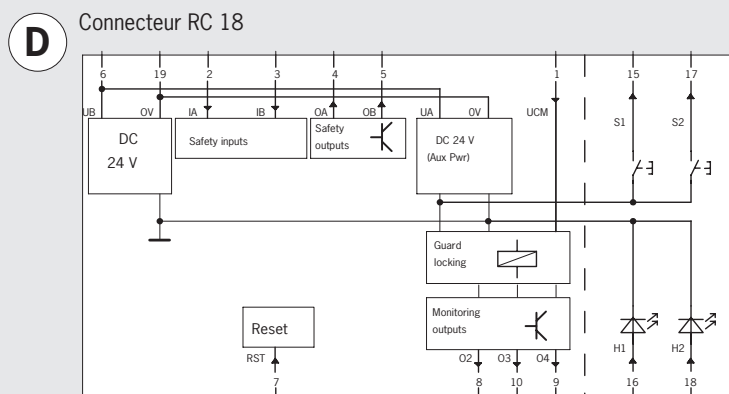 D
Connecteur RC 18
6 19 2 3 4 5 1 15 17
UB OV IA IB OA OB UA OV UCM
DC
24 V
Safety inputs
Safety
outputs
DC 24 V
(Aux Pwr)
S1 S2
Guard
locking
Monitoring
outputs
Reset
RST
7
O2 O3 O4
8 10 9
H1 H2
16 18